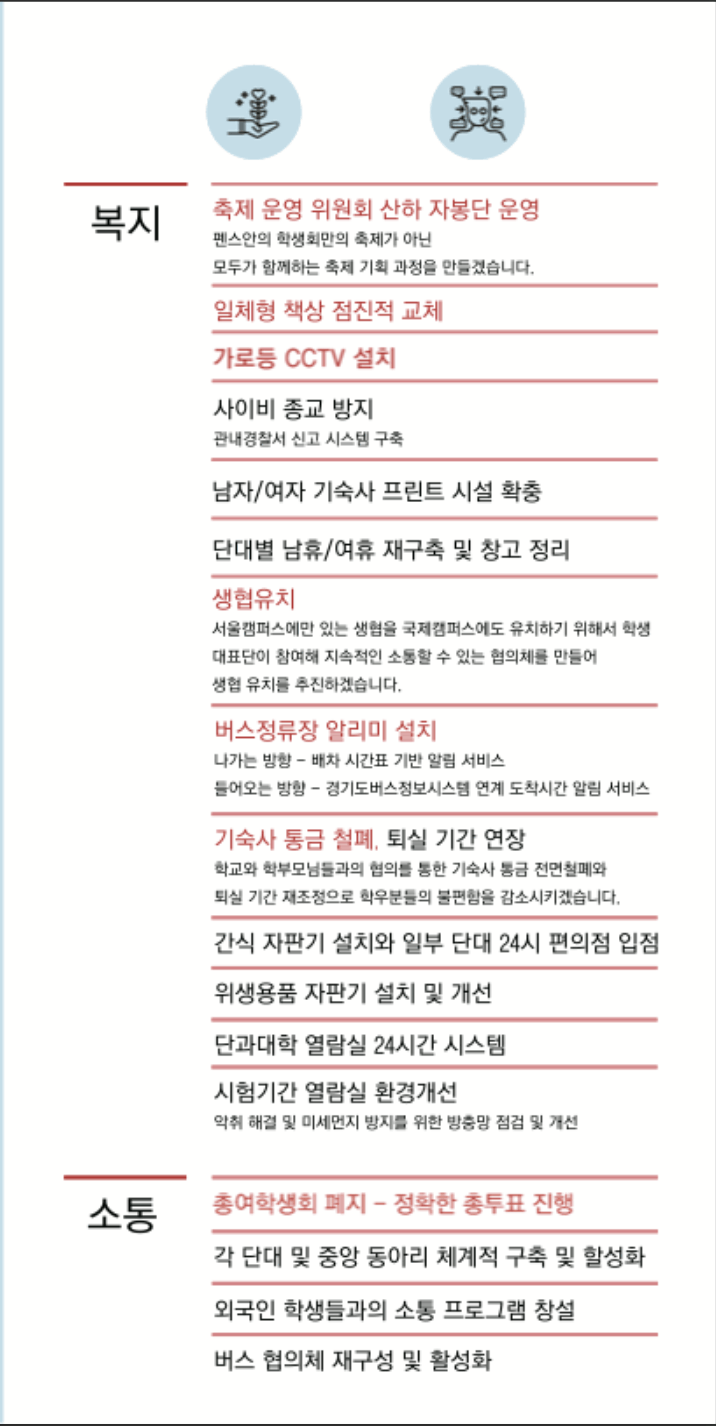 복지
축제 운영 위원회 산하 자봉단 운영
펜스안의 학생회만의 축제가 아닌
모두가 함께하는 축제 기획 과정을 만들겠습니다.
일체형 책상 점진적 교체
가로등 CCTV 설치
사이비 종교 방지
관내경찰서 신고 시스템 구축
남자/여자 기숙사 프린트 시설 확충
단대별 남휴/여휴 재구축 및 창고 정리
생협유치
서울캠퍼스에만 있는 생협을 국제캠퍼스에도 유치하기 위해서 학생
대표단이 참여해 지속적인 소통할 수 있는 협의체를 만들어
생협 유치를 추진하겠습니다.
버스정류장 알리미 설치
나가는 방향 - 배차 시간표 기반 알림 서비스
들어오는 방향 - 경기도버스정보시스템 연계 도착시간 알림 서비스
기숙사 통금 철폐, 퇴실 기간 연장
학교와 학부모님들과의 협의를 통한 기숙사 통금 전면철폐와
퇴실 기간 재조정으로 학우분들의 불편함을 감소시키겠습니다.
간식 자판기 설치와 일부 단대 24시 편의점 입점
위생용품 자판기 설치 및 개선
단과대학 열람실 24시간 시스템
시험기간 열람실 환경개선
악취 해결 및 미세먼지 방지를 위한 방충망 점검 및 개선
소통
총여학생회 폐지 - 정확한 총투표 진행
각 단대 및 중앙 동아리 체계적 구축 및 할성화
외국인 학생들과의 소통 프로그램 창설
버스 협의체 재구성 및 활성화